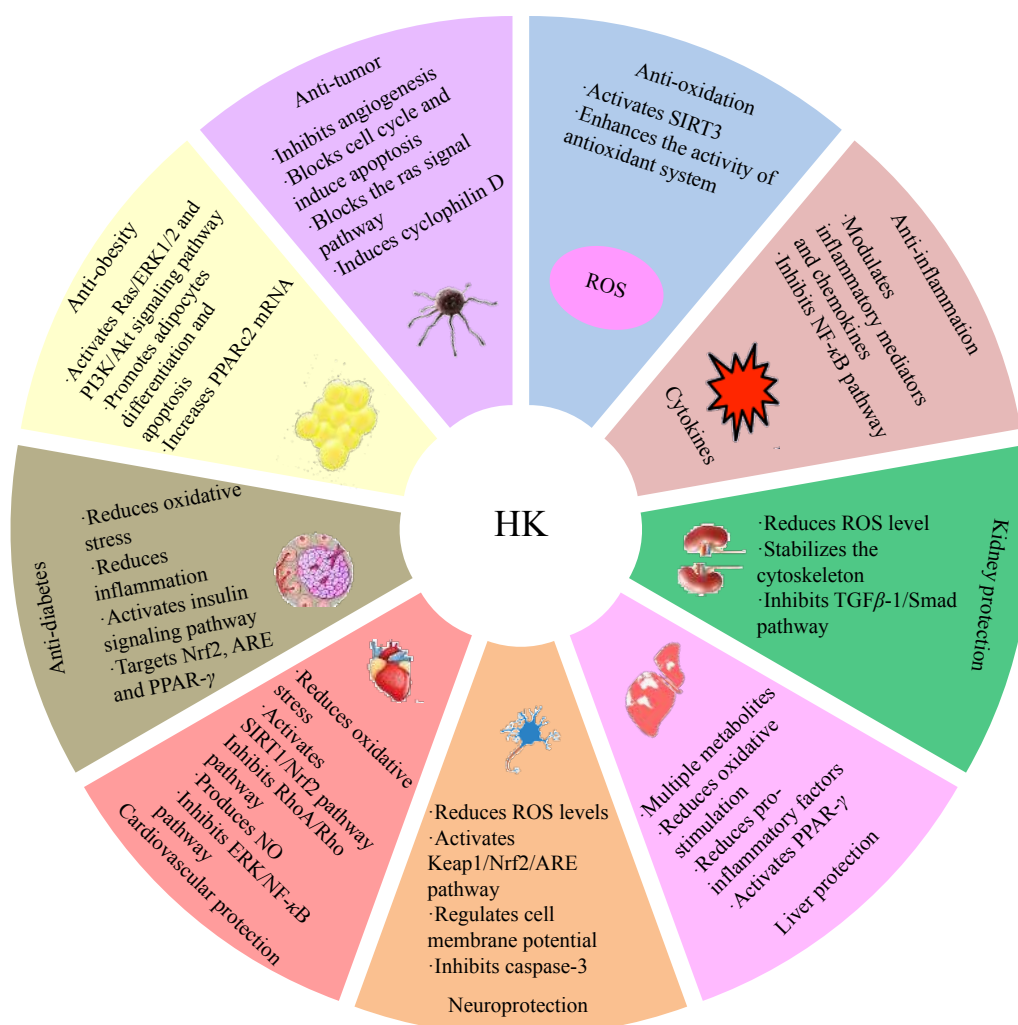 Anti-tumor
·Inhibits angiogenesis
·Blocks cell cycle and
induce apoptosis
·Blocks the ras signal
pathway
·Induces cyclophilin D
Anti-oxidation
·Activates SIRT3
·Enhances the activity of
antioxidant system
ROS
Anti-inflammation
·Modulates
inflammatory mediators
and chemokines
·Inhibits NF-κB pathway
Cytokines
Kidney protection
·Reduces ROS level
·Stabilizes the
cytoskeleton
·Inhibits TGFβ-1/Smad
pathway
·Multiple metabolites
·Reduces oxidative
stimulation
·Reduces pro-
inflammatory factors
·Activates PPAR-γ
Liver protection
·Reduces ROS levels
·Activates
Keap1/Nrf2/ARE
pathway
·Regulates cell
membrane potential
·Inhibits caspase-3
Neuroprotection
·Reduces oxidative
stress
·Activates
SIRT1/Nrf2 pathway
Inhibits RhoA/Rho
pathway
·Produces NO
·Inhibits ERK/NF-κB
pathway
Cardiovascular protection
Anti-diabetes
·Reduces oxidative
stress
·Reduces
inflammation
·Activates insulin
signaling pathway
·Targets Nrf2, ARE
and PPAR-γ
Anti-obesity
·Activates Ras/ERK1/2 and
PI3K/Akt signaling pathway
·Promotes adipocytes
differentiation and
apoptosis
·Increases PPARc2 mRNA
HK